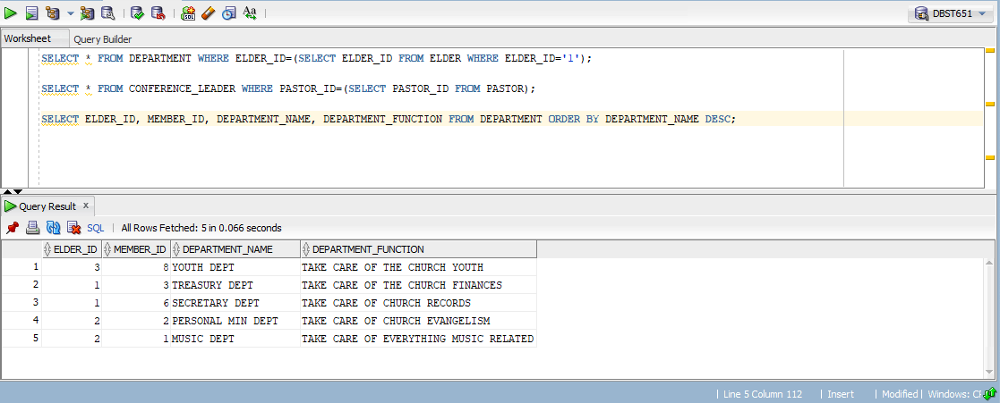 DBST651
Worksheet Query Builder
SELECT * FROM DEPARTMENT WHERE ELDER_ID=(SELECT ELDER_ID FROM ELDER WHERE ELDER_ID='1');
SELECT * FROM CONFERENCE_LEADER WHERE PASTOR_ID=(SELECT PASTOR_ID FROM PASTOR);
SELECT ELDER_ID, MEMBER_ID, DEPARTMENT_NAME, DEPARTMENT_FUNCTION FROM DEPARTMENT ORDER BY DEPARTMENT_NAME DESC;
Query Result x
SQL | All Rows Fetched: 5 in 0.066 seconds
ELDER_ID MEMBER_ID DEPARTMENT_NAME DEPARTMENT_FUNCTION
1 3 8 YOUTH DEPT TAKE CARE OF THE CHURCH YOUTH
2 1 3 TREASURY DEPT TAKE CARE OF THE CHURCH FINANCES
3 1 6 SECRETARY DEPT TAKE CARE OF CHURCH RECORDS
4 2 2 PERSONAL MIN DEPT TAKE CARE OF CHURCH EVANGELISM
5 2 1 MUSIC DEPT TAKE CARE OF EVERYTHING MUSIC RELATED
| Line 5 Column 112 | Insert | Modified | Windows: